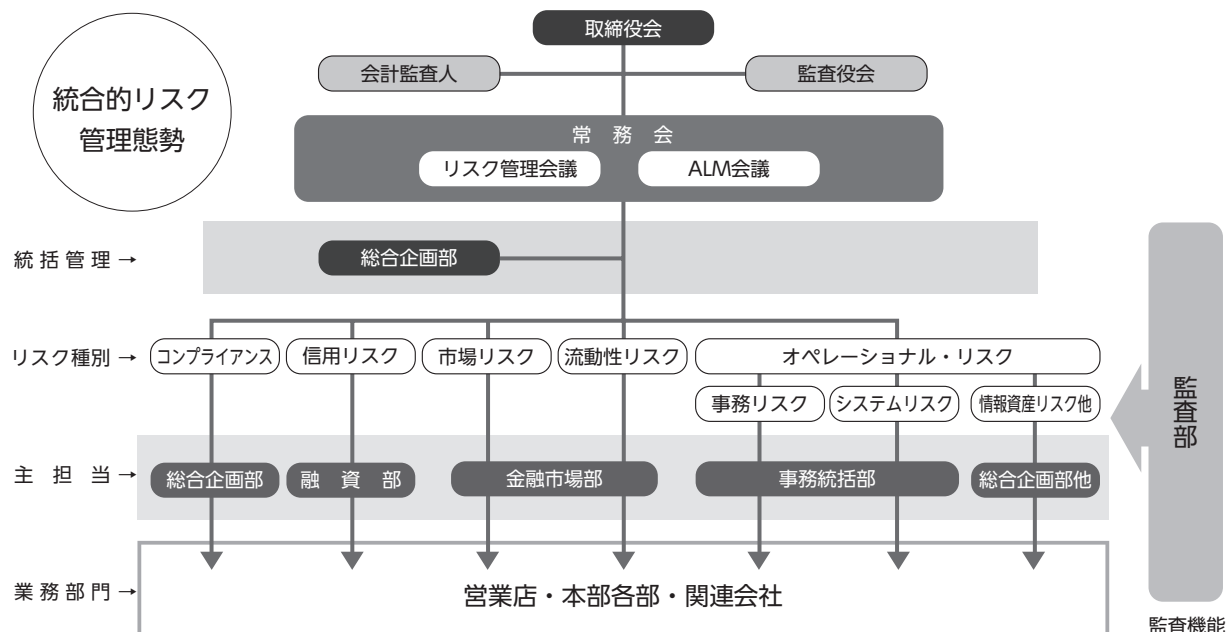 取締役会
会計監査人
監査役会
統合的リスク
管理態勢
常務会
リスク管理会議
ALM会議
統括管理→
総合企画部
リスク種別→
コンプライアンス
信用リスク
市場リスク
流動性リスク
オペレーショナル・リスク
事務リスク
システムリスク
情報資産リスク他
主担当→
総合企画部
融資部
金融市場部
事務統括部
総合企画部他
業務部門→
営業店・本部各部・関連会社
監査部
監査機能